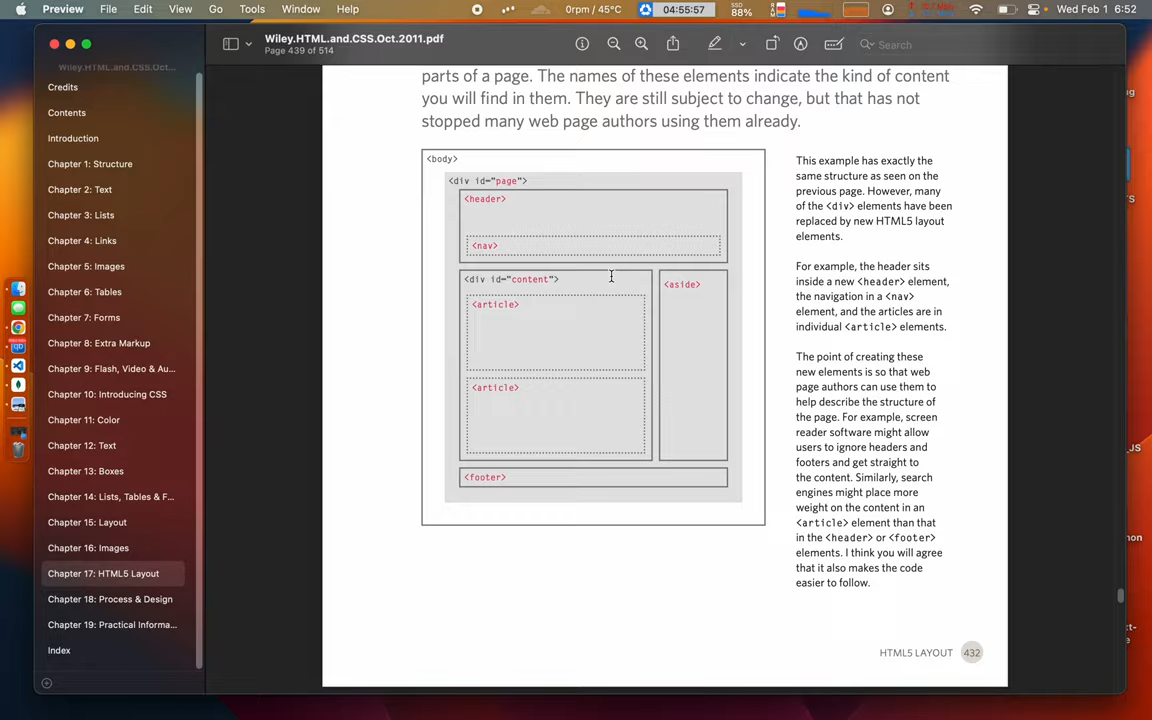 Preview File Edit View Go Tools Window Help
0rpm / 45°C
04:55:57
SSD
88%
Wed Feb 1 6:52
Wiley.HTML.and.CSS.Oct.2011.pdf
Page 439 of 514
Search
Wiley.HTML.and.CSS.Oct...
Credits
Contents
Introduction
Chapter 1: Structure
Chapter 2: Text
Chapter 3: Lists
Chapter 4: Links
Chapter 5: Images
Chapter 6: Tables
Chapter 7: Forms
Chapter 8: Extra Markup
Chapter 9: Flash, Video & Au...
Chapter 10: Introducing CSS
Chapter 11: Color
Chapter 12: Text
Chapter 13: Boxes
Chapter 14: Lists, Tables & F...
Chapter 15: Layout
Chapter 16: Images
Chapter 17: HTML5 Layout
Chapter 18: Process & Design
Chapter 19: Practical Informa...
Index
parts of a page. The names of these elements indicate the kind of content
you will find in them. They are still subject to change, but that has not
stopped many web page authors using them already.
<body>
<div id="page">
<header>
<nav>
<div id="content">
<article>
<article>
<aside>
<footer>
This example has exactly the
same structure as seen on the
previous page. However, many
of the <div> elements have been
replaced by new HTML5 layout
elements.
For example, the header sits
inside a new <header> element,
the navigation in a <nav>
element, and the articles are in
individual <article> elements.
The point of creating these
new elements is so that web
page authors can use them to
help describe the structure of
the page. For example, screen
reader software might allow
users to ignore headers and
footers and get straight to
the content. Similarly, search
engines might place more
weight on the content in an
<article> element than that
in the <header> or <footer>
elements. I think you will agree
that it also makes the code
easier to follow.
HTML5 LAYOUT 432
_JS